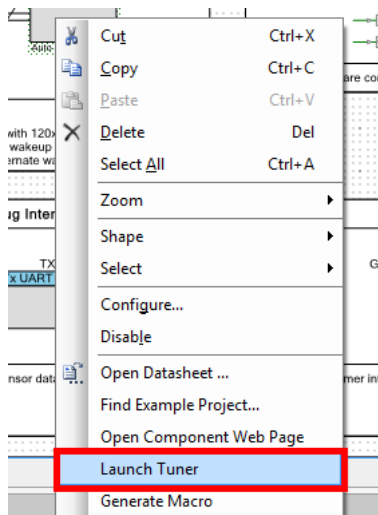 Cut Ctrl+X
Copy Ctrl+C
are co
Paste Ctrl+V
with 120x
Delete Del
wakeup
Select All Ctrl+A
Zoom
ug Inter
Shape
TX
Select
G
x UART
Configure...
Disable
nsor data
Open Datasheet ...
mer in
Find Example Project...
Open Component Web Page
Launch Tuner
Generate Macro